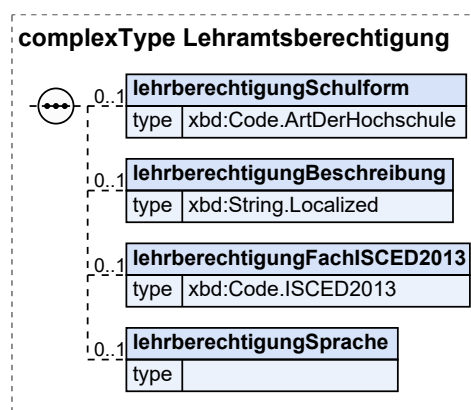 complexType Lehramtsberechtigung
0..1 lehrberechtigungSchulform
type xbd:Code.ArtDerHochschule
0..1 lehrberechtigungBeschreibung
type xbd:String.Localized
0..1 lehrberechtigungFachISCED2013
type xbd:Code.ISCED2013
0..1 lehrberechtigungSprache
type